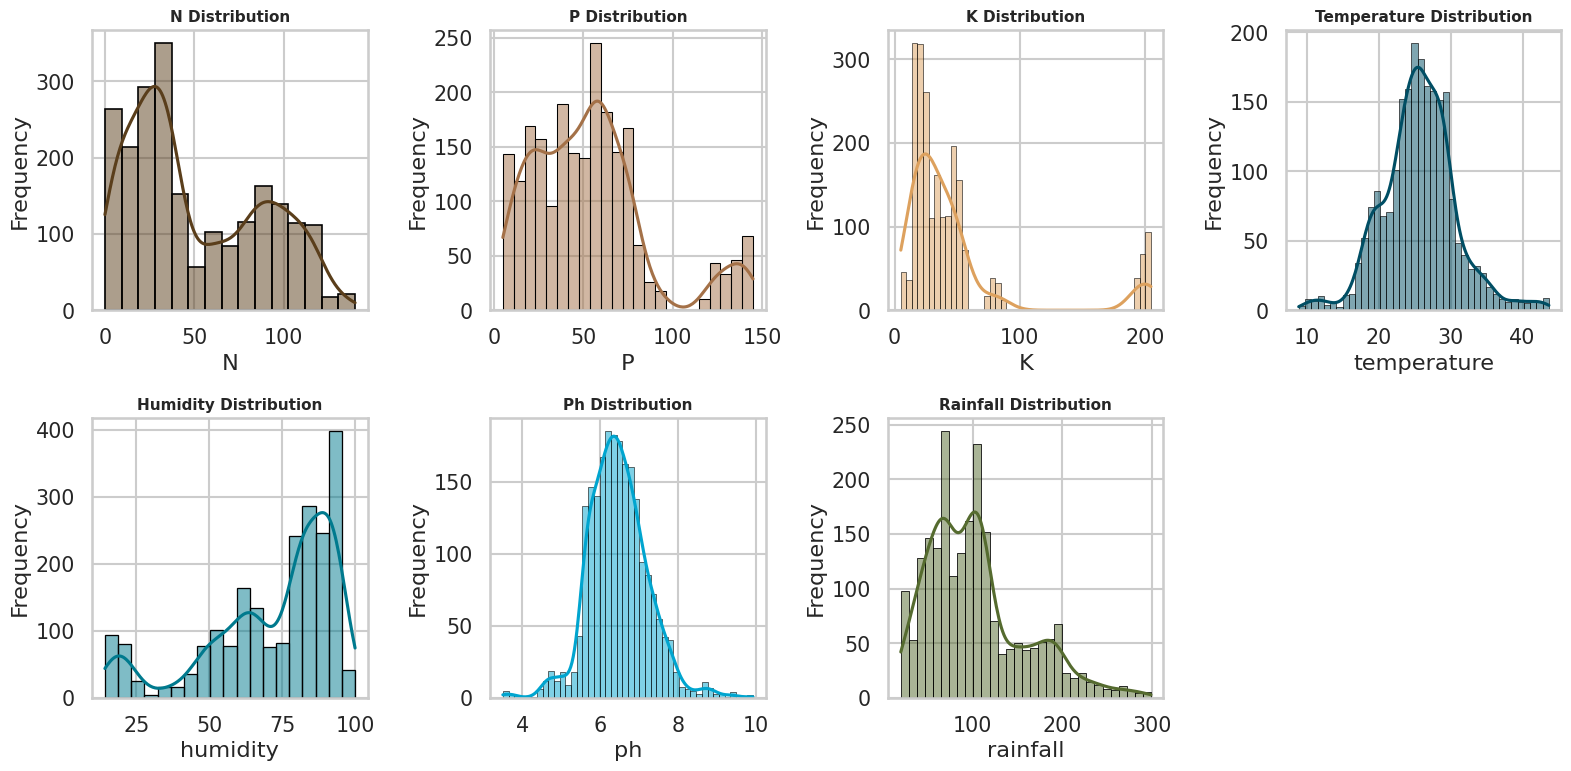 N Distribution
Frequency
300
200
100
0
0 50 100
N
P Distribution
Frequency
250
200
150
100
50
0
0 50 100 150
P
K Distribution
Frequency
300
200
100
0
0 100 200
K
Temperature Distribution
Frequency
200
150
100
50
0
10 20 30 40
temperature
Humidity Distribution
Frequency
400
300
200
100
0
25 50 75 100
humidity
Ph Distribution
Frequency
150
100
50
0
4 6 8 10
ph
Rainfall Distribution
Frequency
250
200
150
100
50
0
100 200 300
rainfall